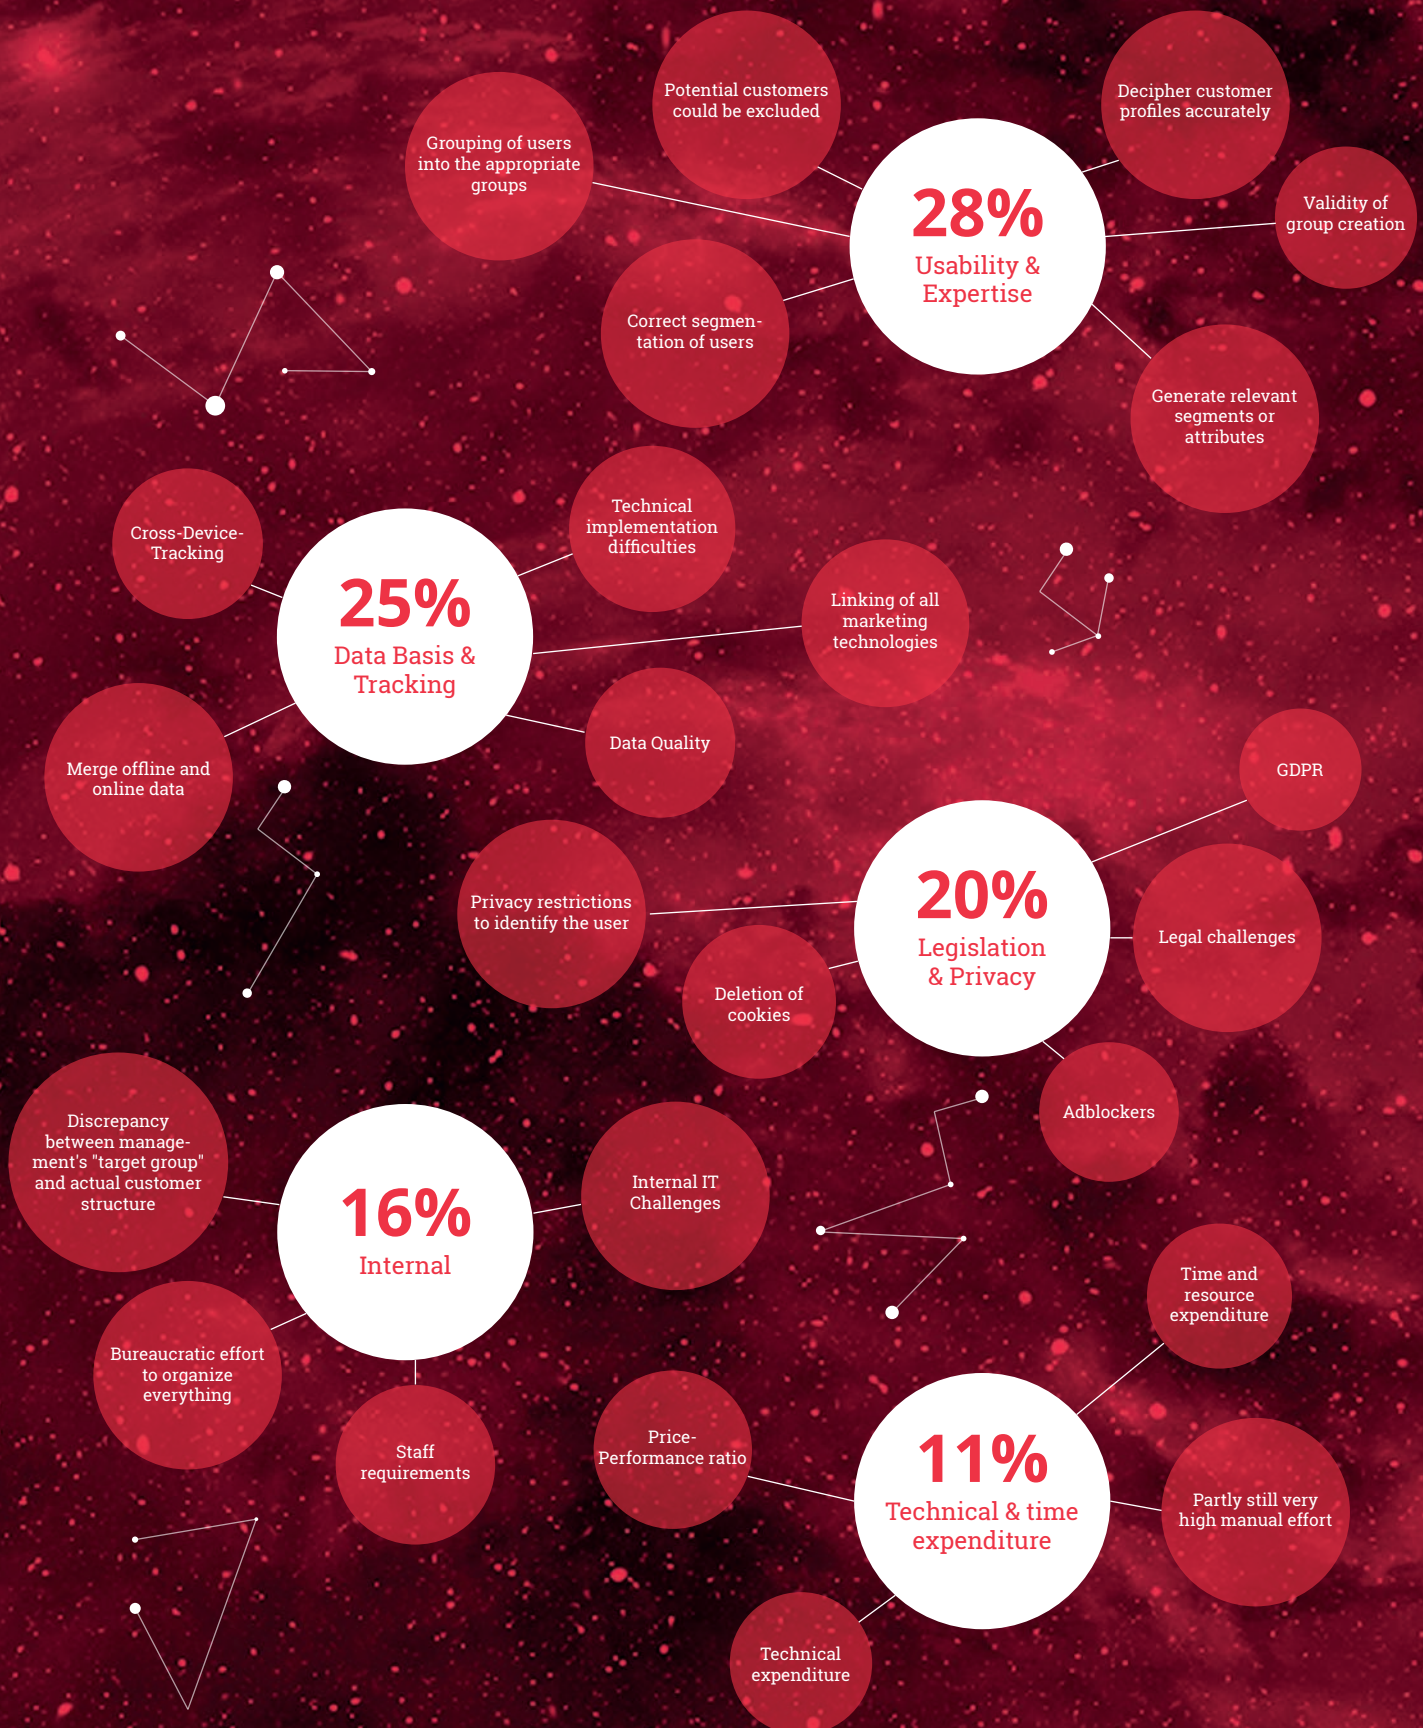 Potential customers
could be excluded
Decipher customer
profiles accurately
Grouping of users
into the appropriate
groups
28%
Usability &
Expertise
Validity of
group creation
Correct segmen-
tation of users
Generate relevant
segments or
attributes
Cross-Device-
Tracking
Technical
implementation
difficulties
25%
Data Basis &
Tracking
Linking of all
marketing
technologies
Merge offline and
online data
Data Quality
GDPR
20%
Legislation
& Privacy
Privacy restrictions
to identify the user
Legal challenges
Deletion of
cookies
Adblockers
Discrepancy
between manage-
ment's "target group"
and actual customer
structure
16%
Internal
Internal IT
Challenges
Bureaucratic effort
to organize
everything
Staff
requirements
Time and
resource
expenditure
Price-
Performance ratio
11%
Technical & time
expenditure
Partly still very
high manual effort
Technical
expenditure